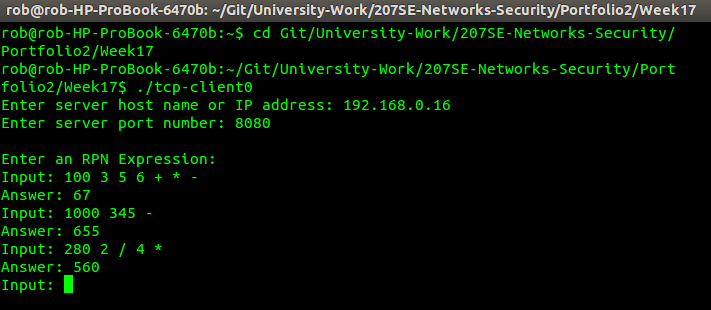 rob@rob-HP-ProBook-6470b: ~/Git/University-Work/207SE-Networks-Security/Portfolio2/Week17
rob@rob-HP-ProBook-6470b:~$ cd Git/University-Work/207SE-Networks-Security/
Portfolio2/Week17
rob@rob-HP-ProBook-6470b:~/Git/University-Work/207SE-Networks-Security/Port
folio2/Week17$ ./tcp-client0
Enter server host name or IP address: 192.168.0.16
Enter server port number: 8080
Enter an RPN Expression:
Input: 100 3 5 6 + * -
Answer: 67
Input: 1000 345 -
Answer: 655
Input: 280 2 / 4 *
Answer: 560
Input: